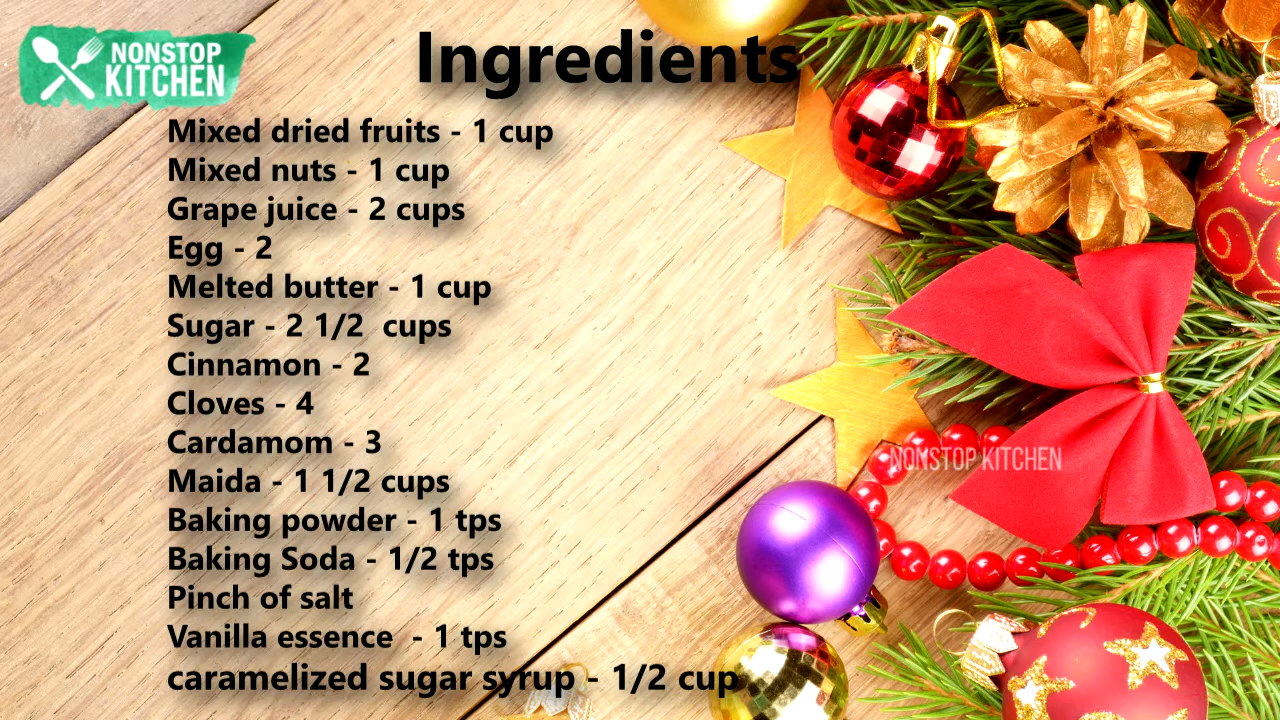 NONSTOP
KITCHEN
Ingredients
Mixed dried fruits - 1 cup
Mixed nuts - 1 cup
Grape juice - 2 cups
Egg - 2
Melted butter - 1 cup
Sugar - 2 1/2  cups
Cinnamon - 2
Cloves - 4
Cardamom - 3
Maida - 1 1/2 cups
Baking powder - 1 tps
Baking Soda - 1/2 tps
Pinch of salt
Vanilla essence  - 1 tps
caramelized sugar syrup - 1/2 cup
NONSTOP KITCHEN